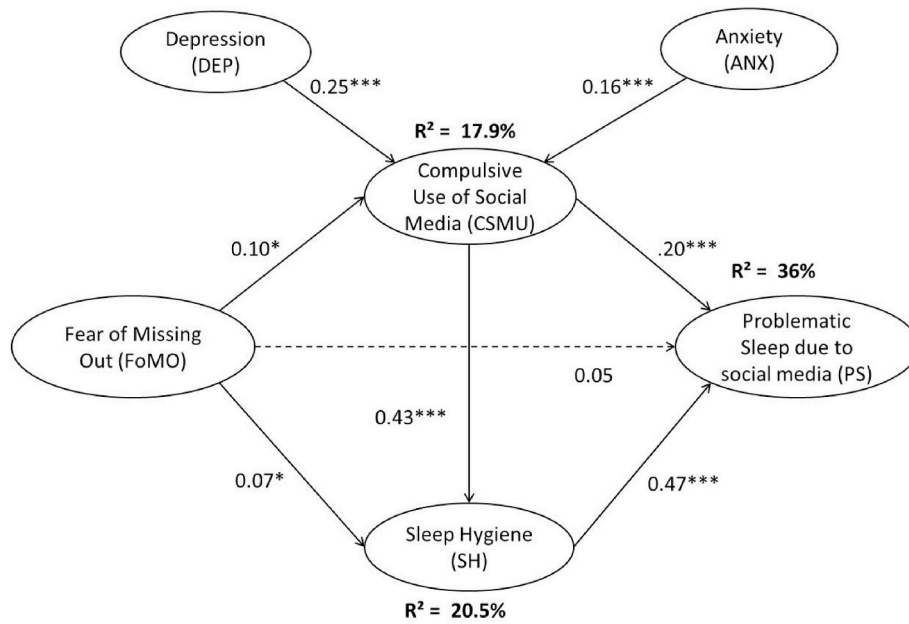 Depression
(DEP)
Anxiety
(ANX)
0.25***
0.16***
R² = 17.9%
Compulsive
Use of Social
Media (CSMU)
0.10*
.20***
R² = 36%
Fear of Missing
Out (FoMO)
Problematic
Sleep due to
social media (PS)
0.05
0.43***
0.07*
0.47***
Sleep Hygiene
(SH)
R² = 20.5%